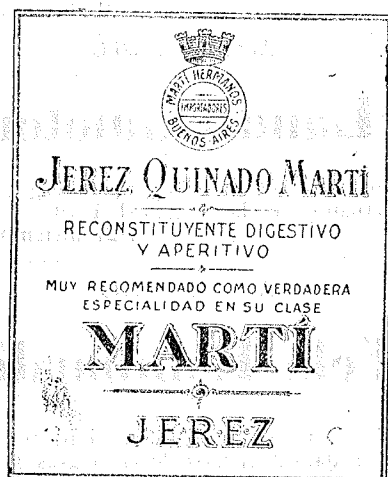 MARTÍ HERMANOS
IMPORTADORES
BUENOS AIRES
JEREZ QUINADO MARTÍ
RECONSTITUYENTE DIGESTIVO
Y APERITIVO
MUY RECOMENDADO COMO VERDADERA
ESPECIALIDAD EN SU CLASE
MARTÍ
JEREZ